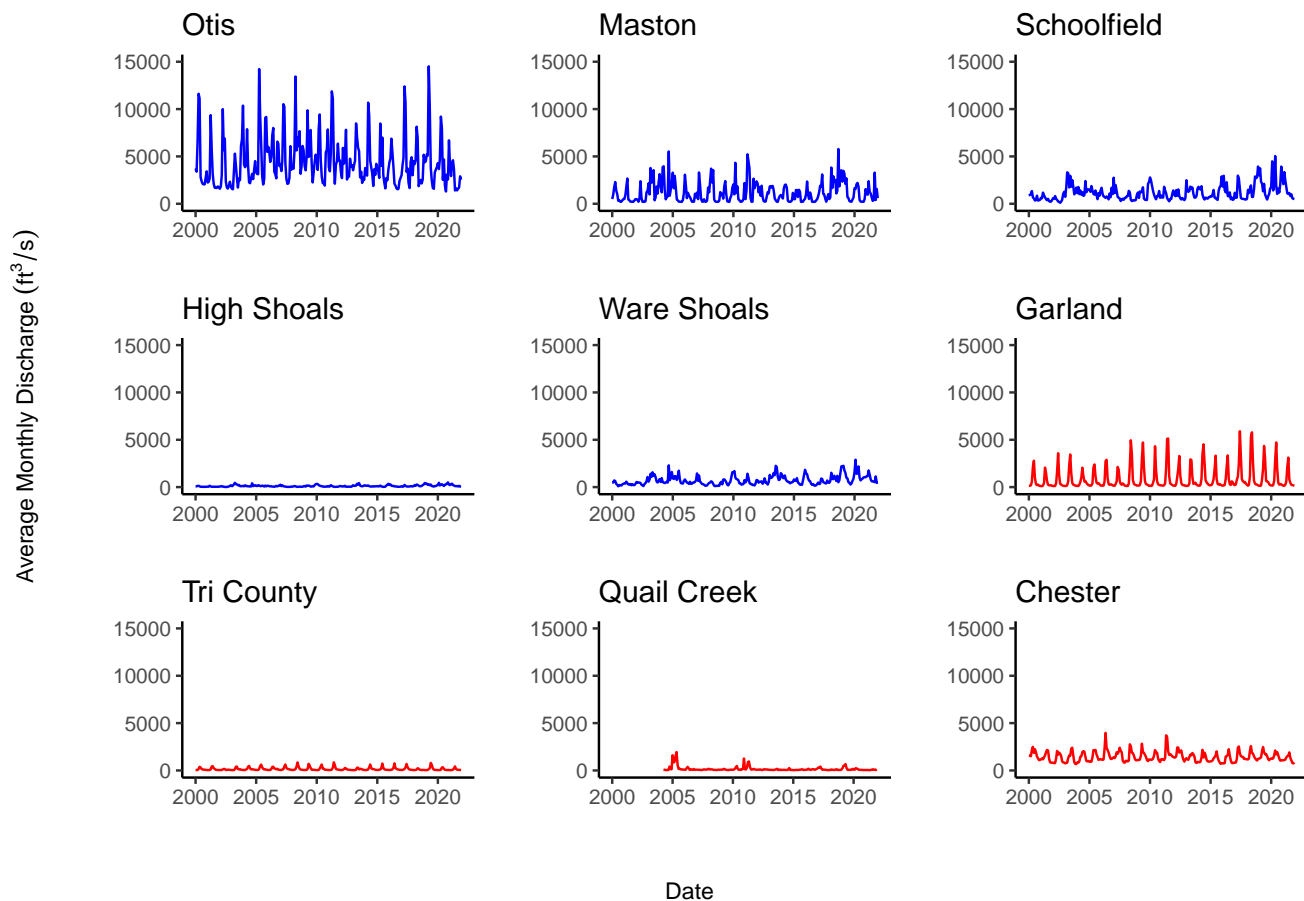 Otis Maston Schoolfield
15000 15000 15000
10000 10000 10000
5000 5000 5000
0 0 0
2000 2005 2010 2015 2020 2000 2005 2010 2015 2020 2000 2005 2010 2015 2020
High Shoals Ware Shoals Garland
15000 15000 15000
10000 10000 10000
5000 5000 5000
0 0 0
2000 2005 2010 2015 2020 2000 2005 2010 2015 2020 2000 2005 2010 2015 2020
Tri County Quail Creek Chester
15000 15000 15000
10000 10000 10000
5000 5000 5000
0 0 0
2000 2005 2010 2015 2020 2000 2005 2010 2015 2020 2000 2005 2010 2015 2020
Average Monthly Discharge (ft³/s)
Date